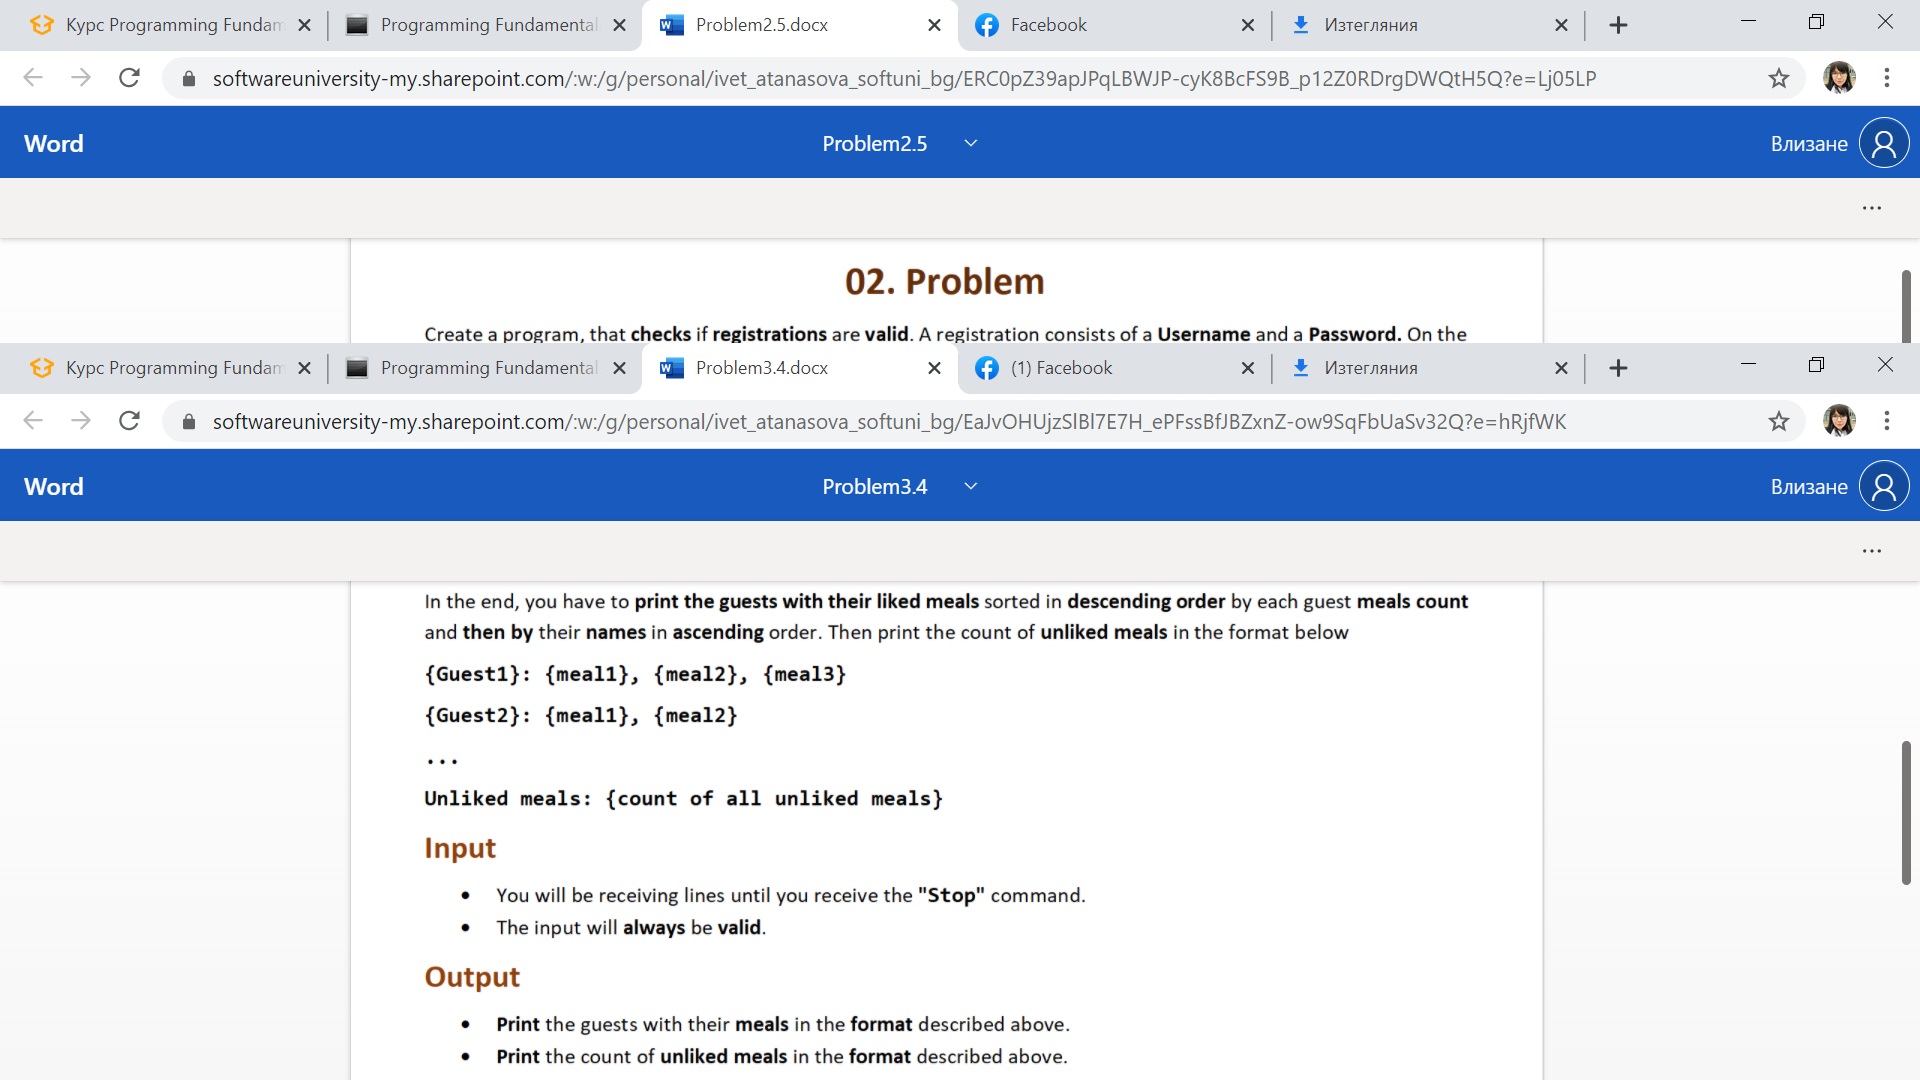 Курс Programming Fundam
Programming Fundamental
Problem2.5.docx
Facebook
Изтегляния
softwareuniversity-my.sharepoint.com/:w:/g/personal/ivet_atanasova_softuni_bg/ERC0pZ39apJPqLBWJP-cyK8BcFS9B_p12Z0RDrgDWQtH5Q?e=Lj05LP
Word
Problem2.5
Влизане
02. Problem
Create a program, that checks if registrations are valid. A registration consists of a Username and a Password. On the
Курс Programming Fundam
Programming Fundamental
Problem3.4.docx
(1) Facebook
Изтегляния
softwareuniversity-my.sharepoint.com/:w:/g/personal/ivet_atanasova_softuni_bg/EaJvOHUjzSlBl7E7H_ePFssBfJBZxnZ-ow9SqFbUaSv32Q?e=hRjfWK
Word
Problem3.4
Влизане
In the end, you have to print the guests with their liked meals sorted in descending order by each guest meals count
and then by their names in ascending order. Then print the count of unliked meals in the format below
{Guest1}: {meal1}, {meal2}, {meal3}
{Guest2}: {meal1}, {meal2}
...
Unliked meals: {count of all unliked meals}
Input
• You will be receiving lines until you receive the "Stop" command.
• The input will always be valid.
Output
• Print the guests with their meals in the format described above.
• Print the count of unliked meals in the format described above.